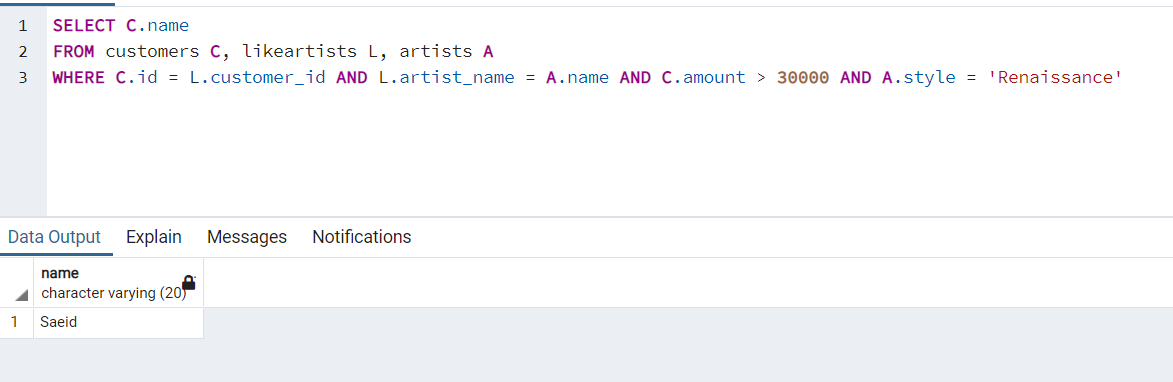 1 SELECT C.name
2 FROM customers C, likeartists L, artists A
3 WHERE C.id = L.customer_id AND L.artist_name = A.name AND C.amount > 30000 AND A.style = 'Renaissance'
Data Output Explain Messages Notifications
name
character varying (20)
1 Saeid